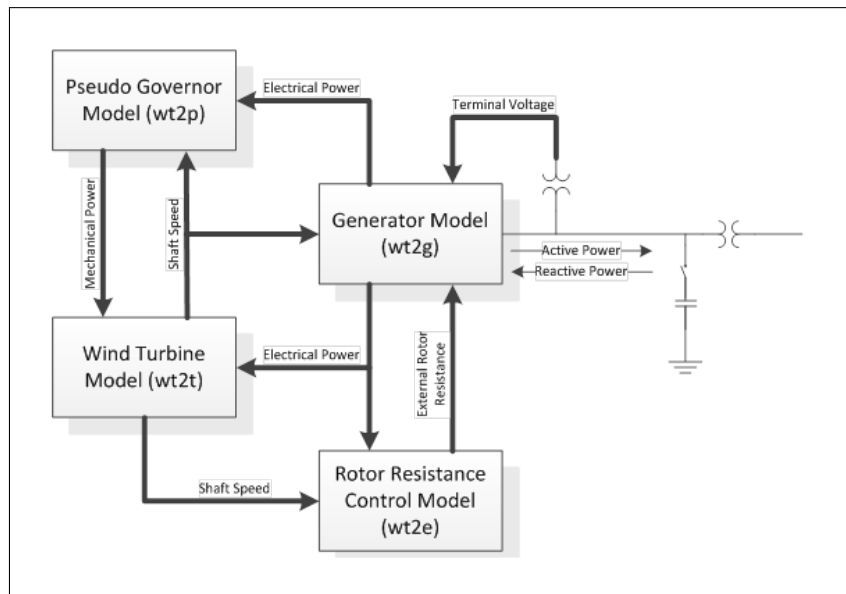 Pseudo Governor
Model (wt2p)
Electrical Power
Terminal Voltage
Mechanical Power
Shaft Speed
Generator Model
(wt2g)
Active Power
Reactive Power
Wind Turbine
Model (wt2t)
Electrical Power
External Rotor
Resistance
Shaft Speed
Rotor Resistance
Control Model
(wt2e)